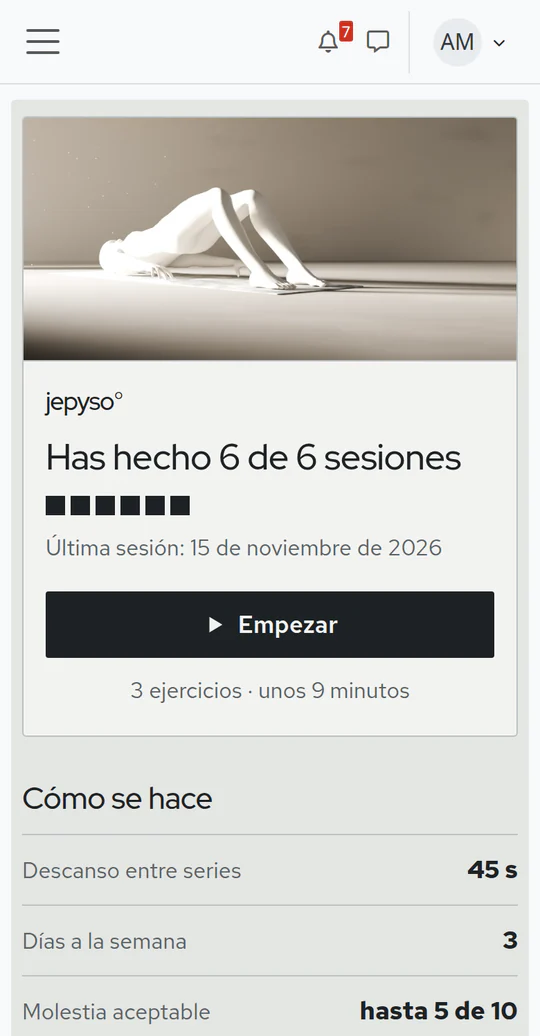 7
AM
jepyso°
Has hecho 6 de 6 sesiones
Última sesión: 15 de noviembre de 2026
Empezar
3 ejercicios · unos 9 minutos
Cómo se hace
Descanso entre series 45 s
Días a la semana 3
Molestia aceptable hasta 5 de 10